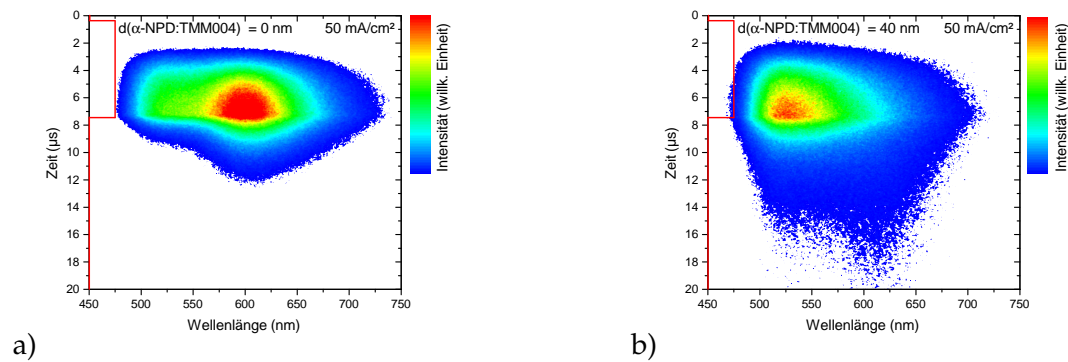 d(α-NPD:TMM004) = 0 nm 50 mA/cm²
0
2
4
6
8
10
12
14
16
18
20
Zeit (µs)
450 500 550 600 650 700 750
Wellenlänge (nm)
Intensität (willk. Einheit)
a)
d(α-NPD:TMM004) = 40 nm 50 mA/cm²
0
2
4
6
8
10
12
14
16
18
20
Zeit (µs)
450 500 550 600 650 700 750
Wellenlänge (nm)
Intensität (willk. Einheit)
b)